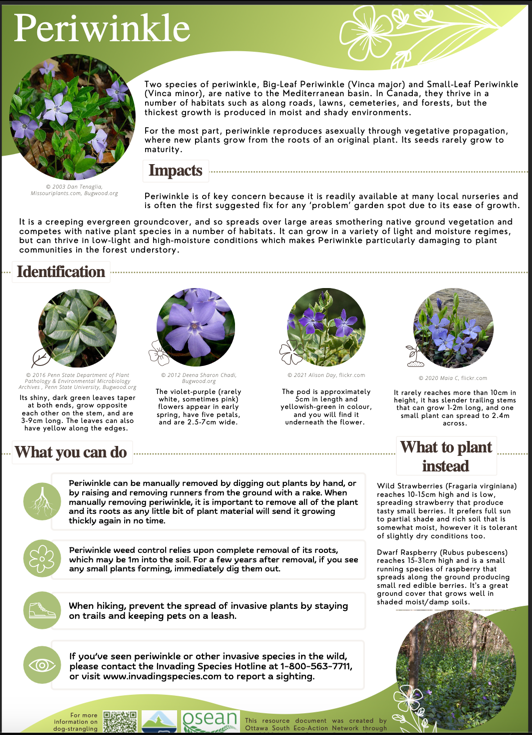 Periwinkle
Two species of periwinkle, Big-Leaf Periwinkle (Vinca major) and Small-Leaf Periwinkle
(Vinca minor), are native to the Mediterranean basin. In Canada, they thrive in a
number of habitats such as along roads, lawns, cemeteries, and forests, but the
thickest growth is produced in moist and shady environments.
For the most part, periwinkle reproduces asexually through vegetative propagation,
where new plants grow from the roots of an original plant. Its seeds rarely grow to
maturity.
© 2003 Dan Tenaglia,
Missouriplants.com, Bugwood.org
Impacts
Periwinkle is of key concern because it is readily available at many local nurseries and
is often the first suggested fix for any 'problem' garden spot due to its ease of growth.
It is a creeping evergreen groundcover, and so spreads over large areas smothering native ground vegetation and
competes with native plant species in a number of habitats. It can grow in a variety of light and moisture regimes,
but can thrive in low-light and high-moisture conditions which makes Periwinkle particularly damaging to plant
communities in the forest understory.
Identification
© 2016 Penn State Department of Plant
Pathology & Environmental Microbiology
Archives , Penn State University, Bugwood.org
Its shiny, dark green leaves taper
at both ends, grow opposite
each other on the stem, and are
3-9cm long. The leaves can also
have yellow along the edges.
© 2012 Deena Sharon Chadi,
Bugwood.org
The violet-purple (rarely
white, sometimes pink)
flowers appear in early
spring, have five petals,
and are 2.5-7cm wide.
© 2021 Alison Day, flickr.com
The pod is approximately
5cm in length and
yellowish-green in colour,
and you will find it
underneath the flower.
© 2020 Maia C, flickr.com
It rarely reaches more than 10cm in
height, it has slender trailing stems
that can grow 1-2m long, and one
small plant can spread to 2.4m
across.
What you can do
Periwinkle can be manually removed by digging out plants by hand, or
by raising and removing runners from the ground with a rake. When
manually removing periwinkle, it is important to remove all of the plant
and its roots as any little bit of plant material will send it growing
thickly again in no time.
Periwinkle weed control relies upon complete removal of its roots,
which may be 1m into the soil. For a few years after removal, if you see
any small plants forming, immediately dig them out.
When hiking, prevent the spread of invasive plants by staying
on trails and keeping pets on a leash.
If you've seen periwinkle or other invasive species in the wild,
please contact the Invading Species Hotline at 1-800-563-7711,
or visit www.invadingspecies.com to report a sighting.
What to plant
instead
Wild Strawberries (Fragaria virginiana)
reaches 10-15cm high and is low,
spreading strawberry that produce
tasty small berries. It prefers full sun
to partial shade and rich soil that is
somewhat moist, however it is tolerant
of slightly dry conditions too.
Dwarf Raspberry (Rubus pubescens)
reaches 15-31cm high and is a small
running species of raspberry that
spreads along the ground producing
small red edible berries. It's a great
ground cover that grows well in
shaded moist/damp soils.
For more
information on
dog-strangling
osean
This resource document was created by
Ottawa South Eco-Action Network through